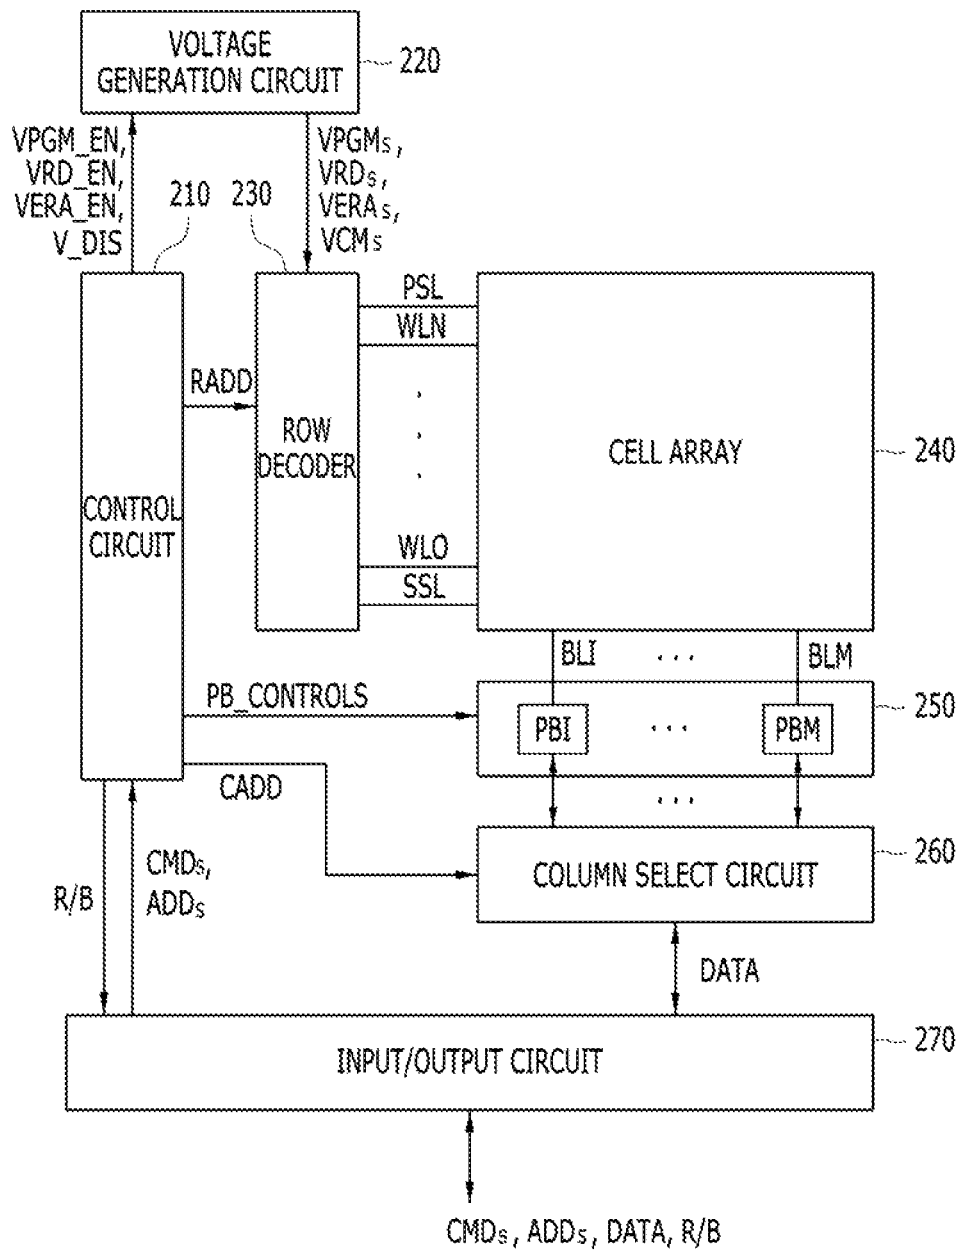 VOLTAGE
GENERATION CIRCUIT
220
VPGM_EN,
VRD_EN,
VERA_EN,
V_DIS
VPGMs,
VRDs,
VERAs,
VCMs
210
230
PSL
WLN
RADD
ROW
DECODER
CELL ARRAY
240
CONTROL
CIRCUIT
WLO
SSL
BLI
...
BLM
PB_CONTROLS
PBI
...
PBM
250
CADD
...
CMDs,
ADDs
R/B
COLUMN SELECT CIRCUIT
260
DATA
INPUT/OUTPUT CIRCUIT
270
CMDs, ADDs, DATA, R/B